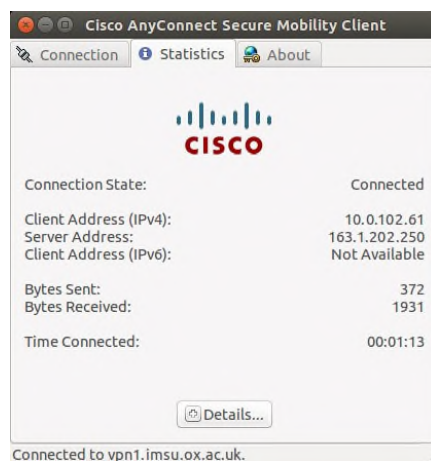 Cisco AnyConnect Secure Mobility Client
Connection Statistics About
CISCO
Connection State: Connected
Client Address (IPv4): 10.0.102.61
Server Address: 163.1.202.250
Client Address (IPv6): Not Available
Bytes Sent: 372
Bytes Received: 1931
Time Connected: 00:01:13
Details...
Connected to vpn1.imsu.ox.ac.uk.